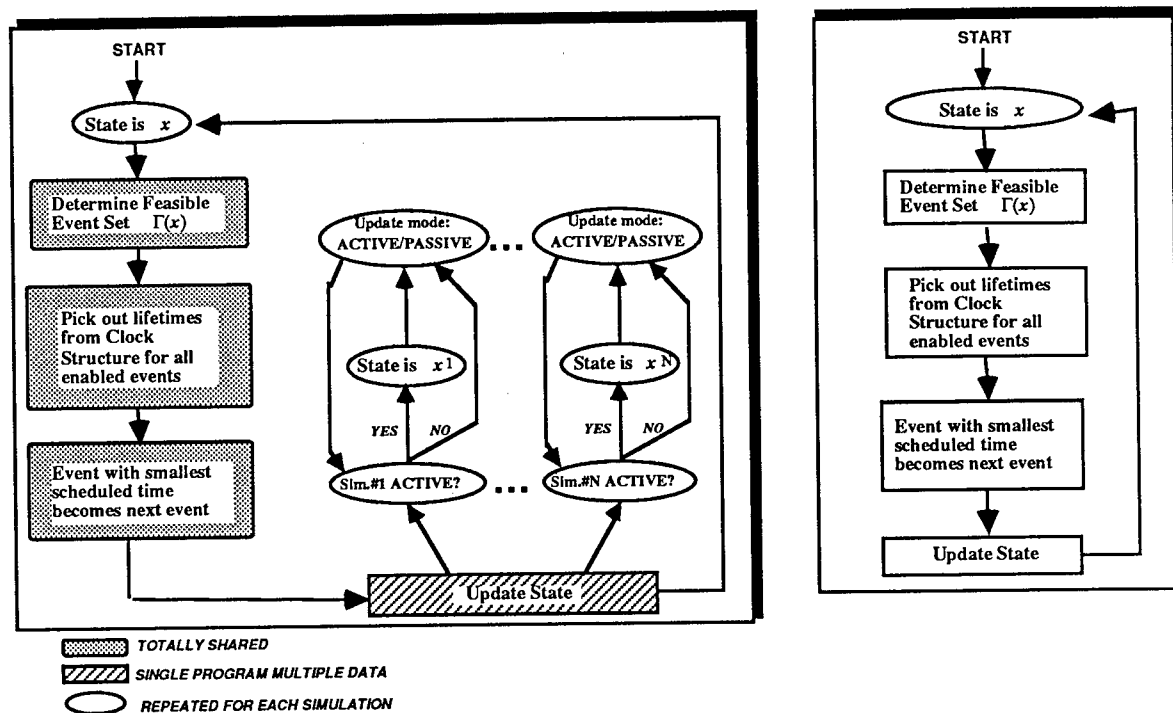 START
State is x
Determine Feasible
Event Set Γ(x)
Pick out lifetimes
from Clock
Structure for all
enabled events
Event with smallest
scheduled time
becomes next event
Update mode:
ACTIVE/PASSIVE
...
Update mode:
ACTIVE/PASSIVE
State is x 1
State is x N
YES NO
YES NO
Sim.#1 ACTIVE?
...
Sim.#N ACTIVE?
Update State
TOTALLY SHARED
SINGLE PROGRAM MULTIPLE DATA
REPEATED FOR EACH SIMULATION
START
State is x
Determine Feasible
Event Set Γ(x)
Pick out lifetimes
from Clock
Structure for all
enabled events
Event with smallest
scheduled time
becomes next event
Update State